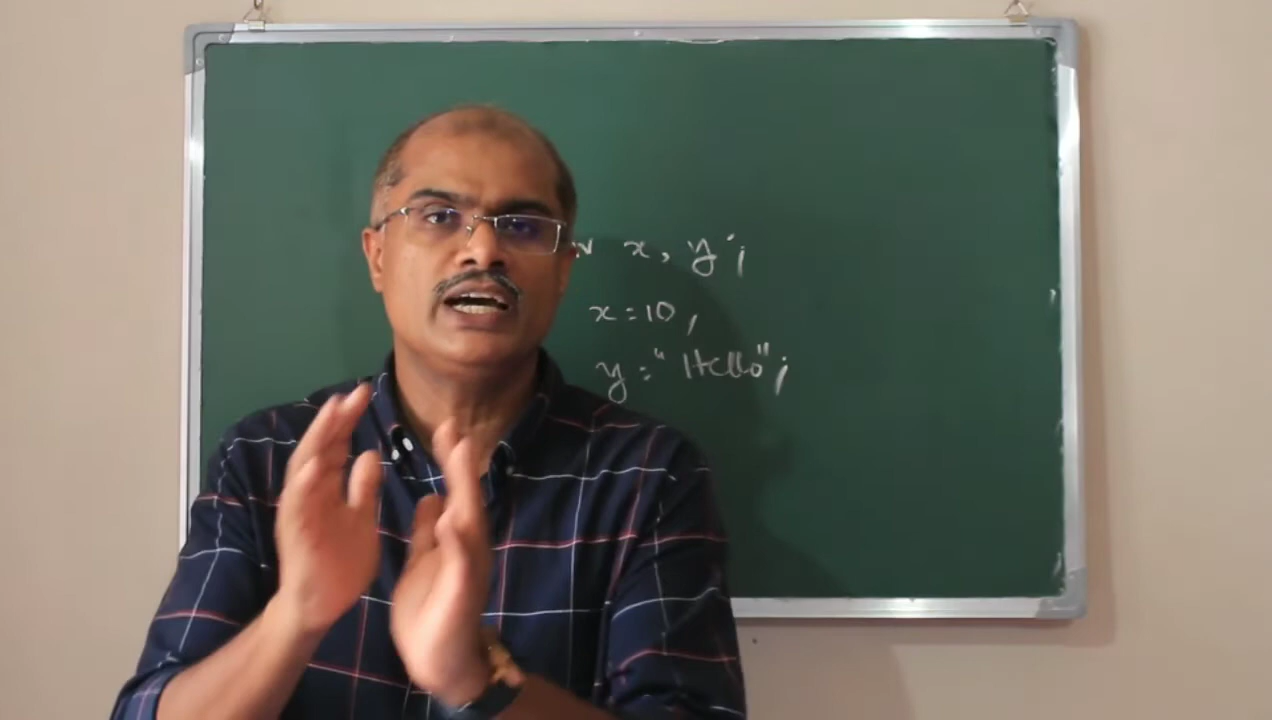 x, y;
x=10,
y="Hello";